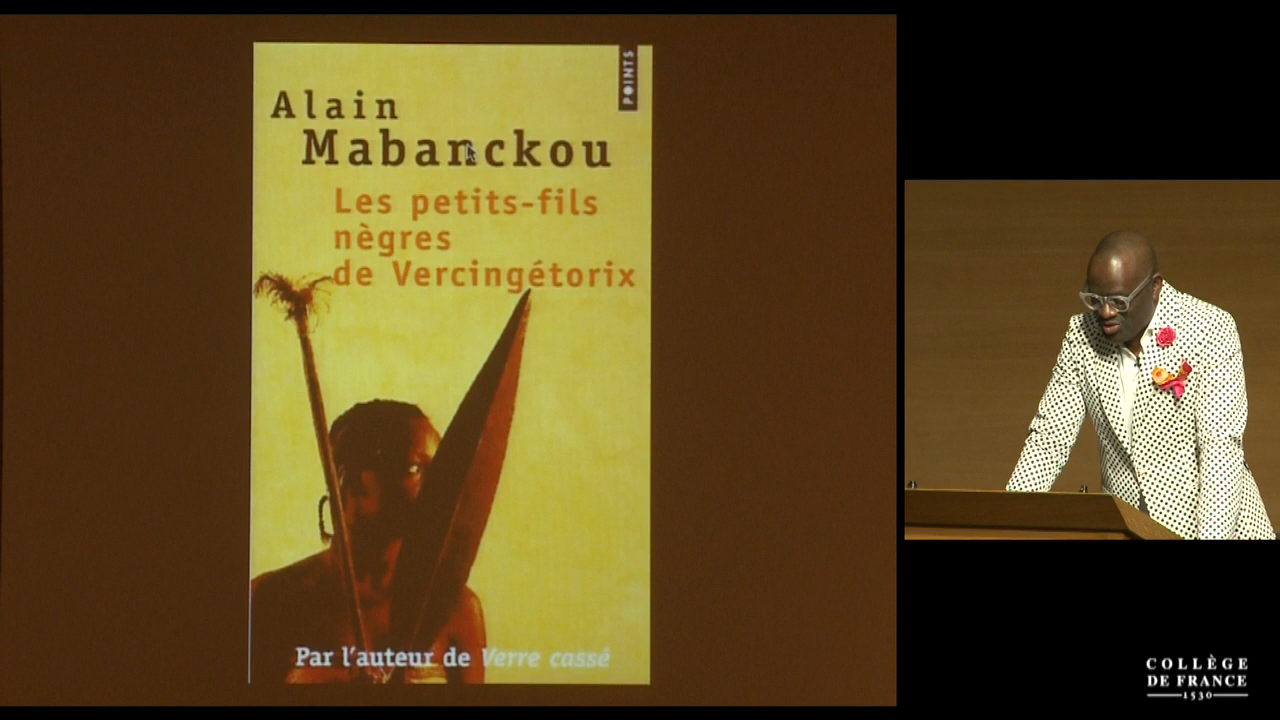 POINTS
Alain
Mabanckou
Les petits-fils
nègres
de Vercingétorix
Par l'auteur de Verre cassé
COLLÈGE
DE FRANCE
1530